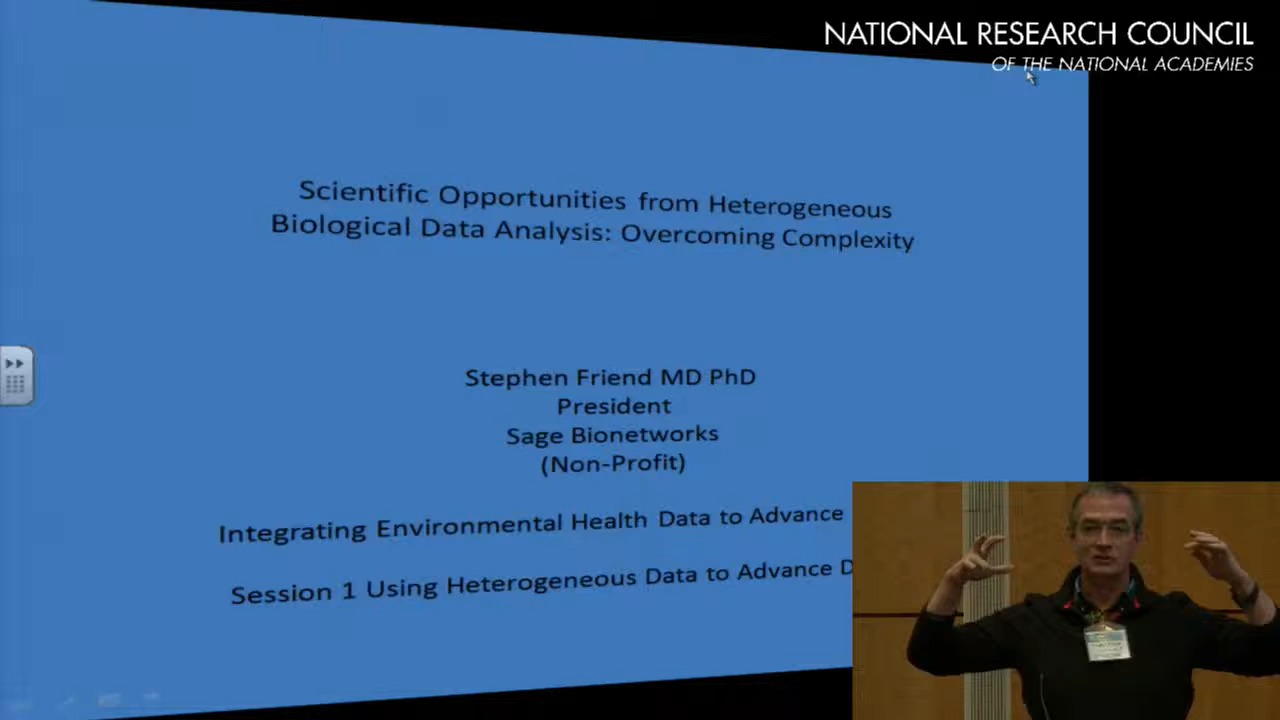 NATIONAL RESEARCH COUNCIL
OF THE NATIONAL ACADEMIES
Scientific Opportunities from Heterogeneous
Biological Data Analysis: Overcoming Complexity
Stephen Friend MD PhD
President
Sage Bionetworks
(Non-Profit)
Integrating Environmental Health Data to Advance
Session 1 Using Heterogeneous Data to Advance D